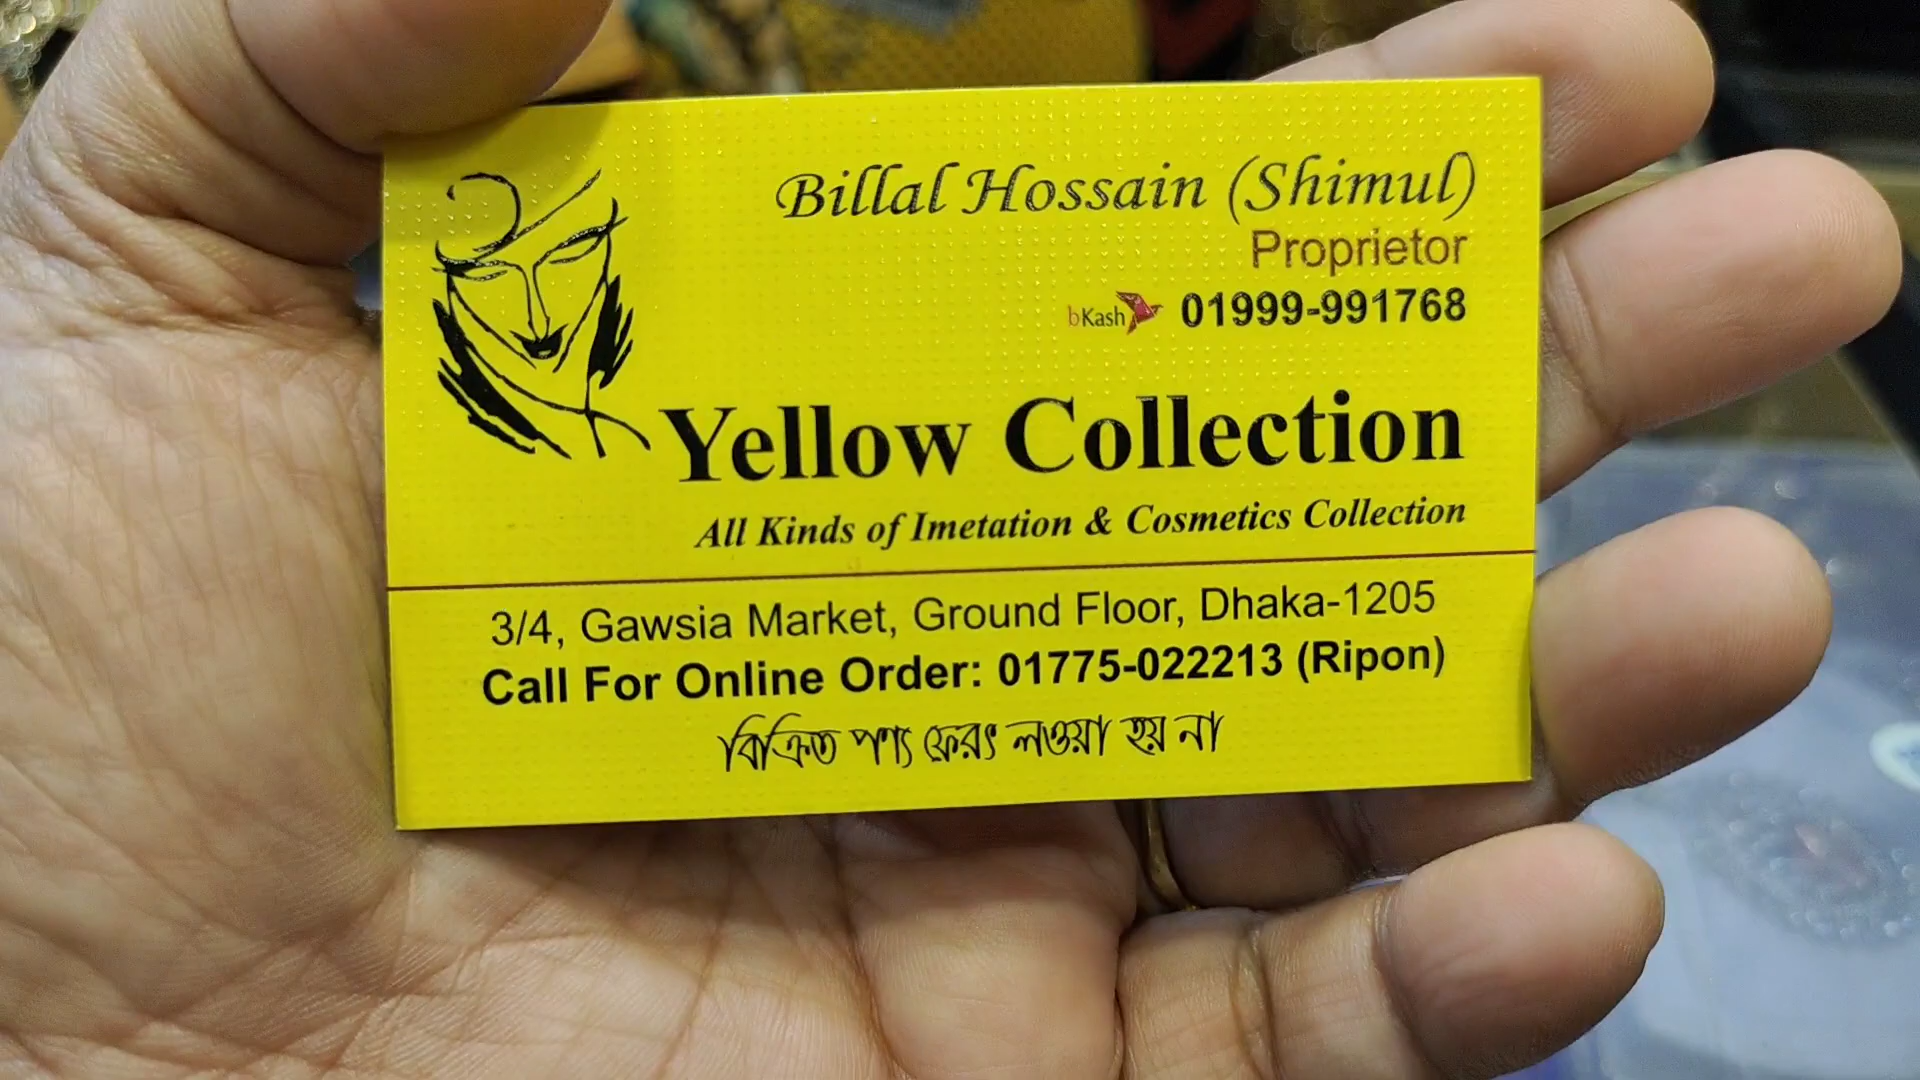 Billal Hossain (Shimul)
Proprietor
bKash 01999-991768
Yellow Collection
All Kinds of Imetation & Cosmetics Collection
3/4, Gawsia Market, Ground Floor, Dhaka-1205
Call For Online Order: 01775-022213 (Ripon)
বিক্রিত পণ্য ফেরৎ লওয়া হয় না